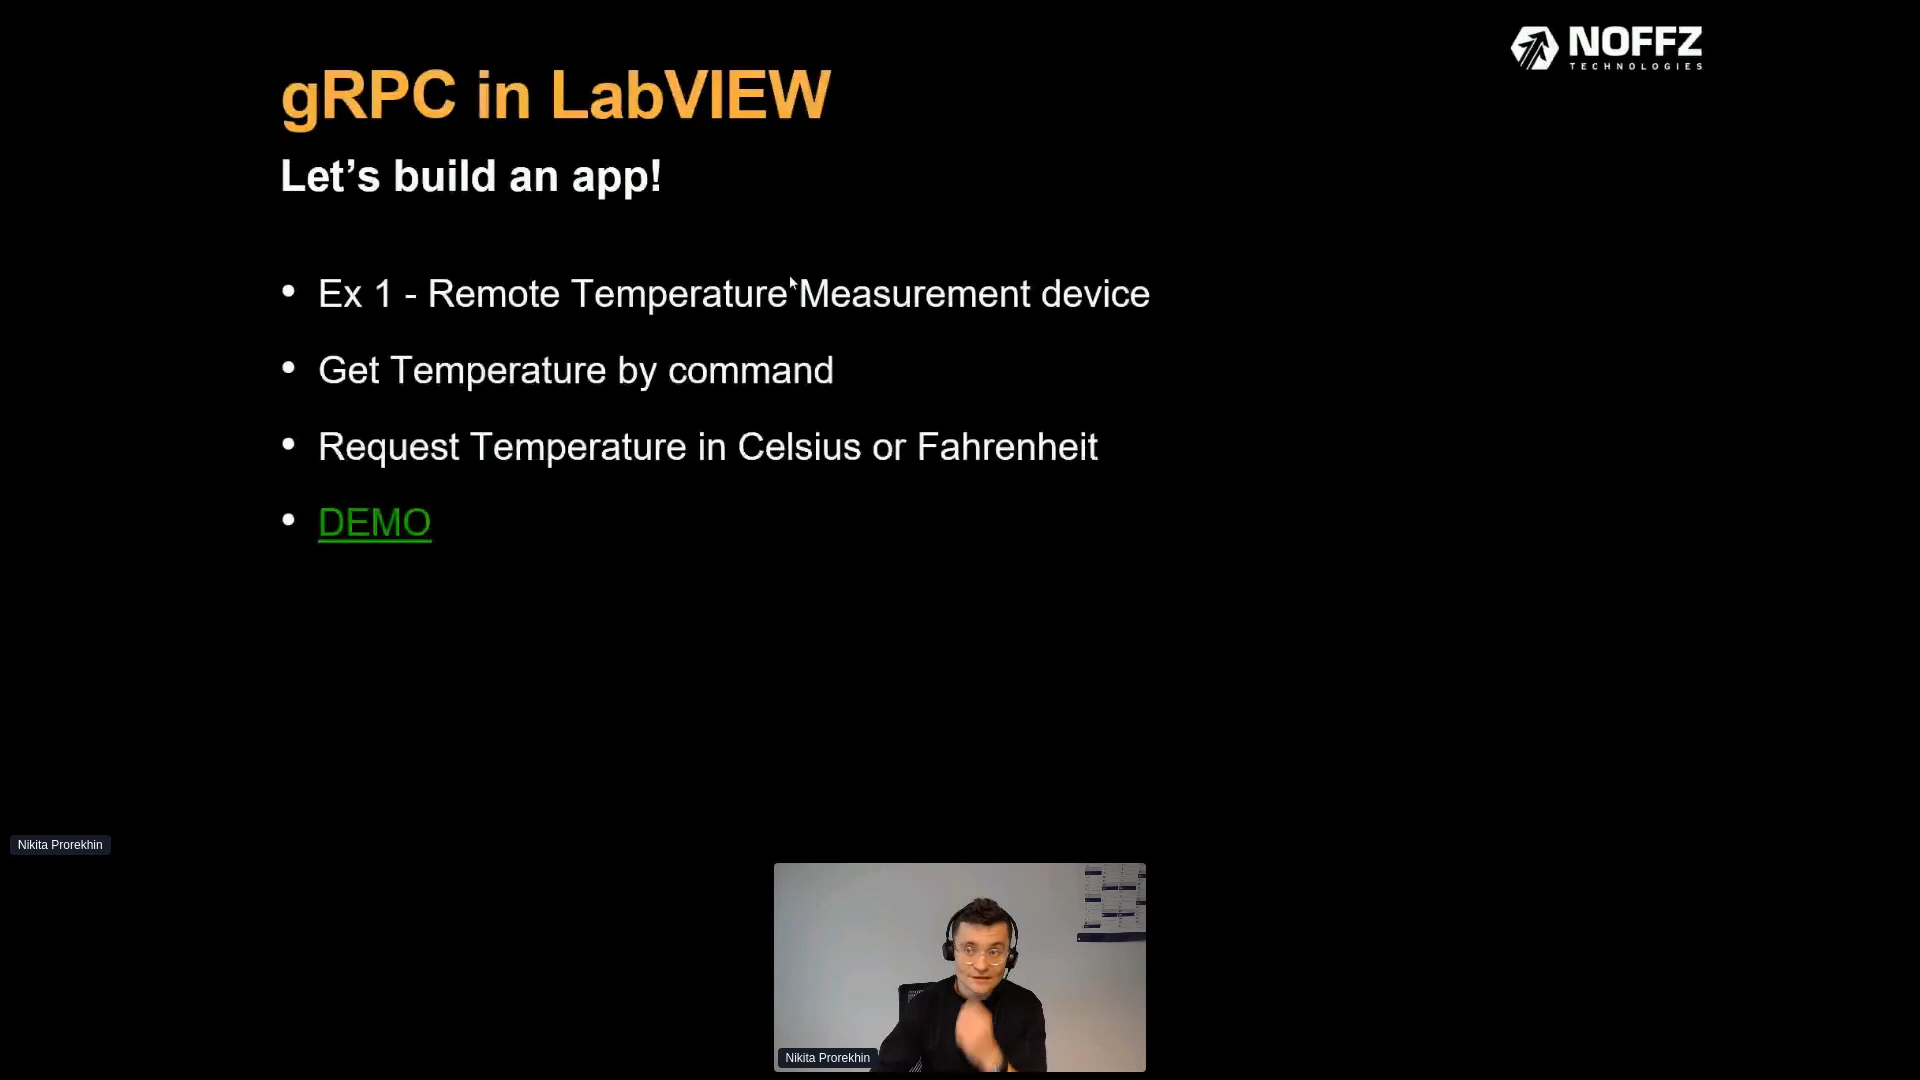 NOFFZ
TECHNOLOGIES
gRPC in LabVIEW
Let’s build an app!
• Ex 1 - Remote Temperature Measurement device
• Get Temperature by command
• Request Temperature in Celsius or Fahrenheit
• DEMO
Nikita Prorekhin
Nikita Prorekhin